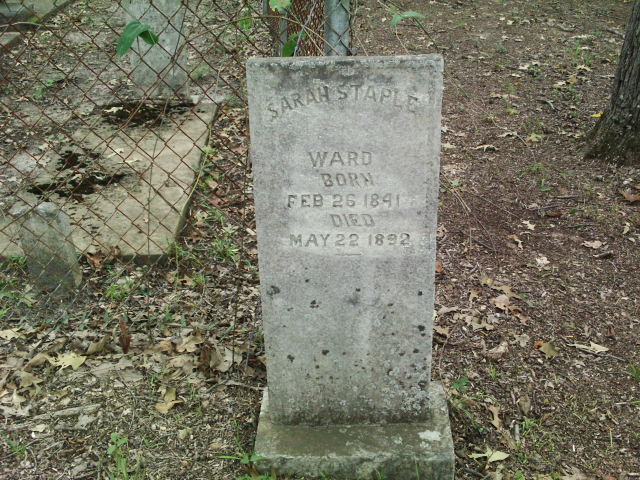 SARAH STAPLE
WARD
BORN
FEB 26 1841
DIED
MAY 22 1892